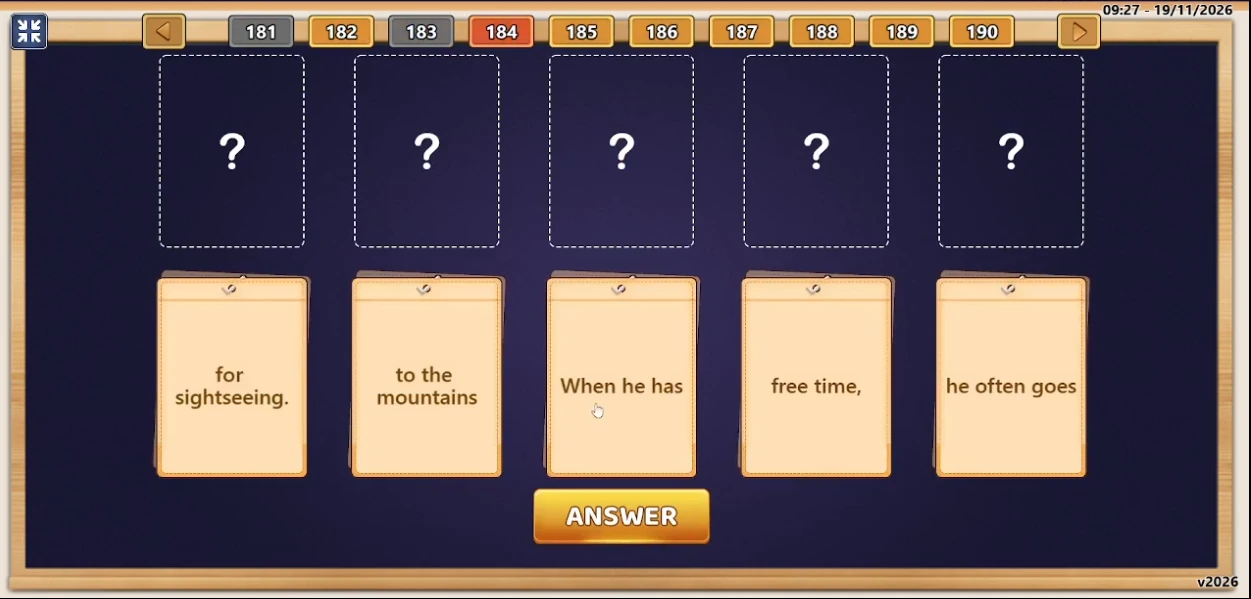 09:27 - 19/11/2026
181 182 183 184 185 186 187 188 189 190
? ? ? ? ?
for
sightseeing.
to the
mountains
When he has
free time,
he often goes
ANSWER
v2026